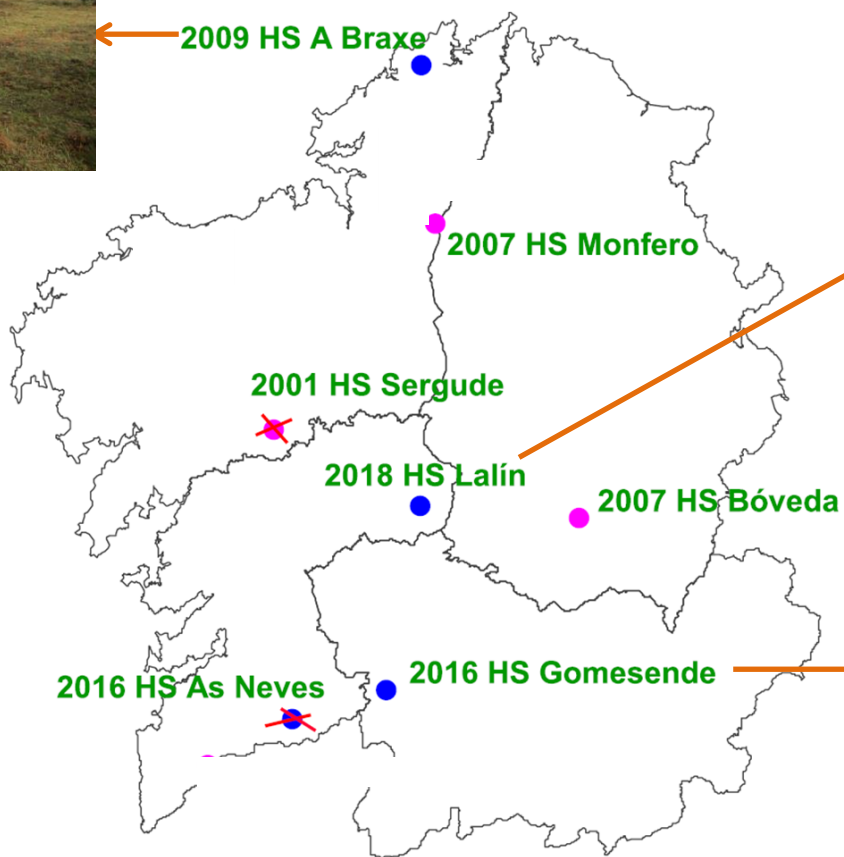 2009 HS A Braxe
2007 HS Monfero
2001 HS Sergude
2018 HS Lalín
2007 HS Bóveda
2016 HS Gomesende
2016 HS As Neves